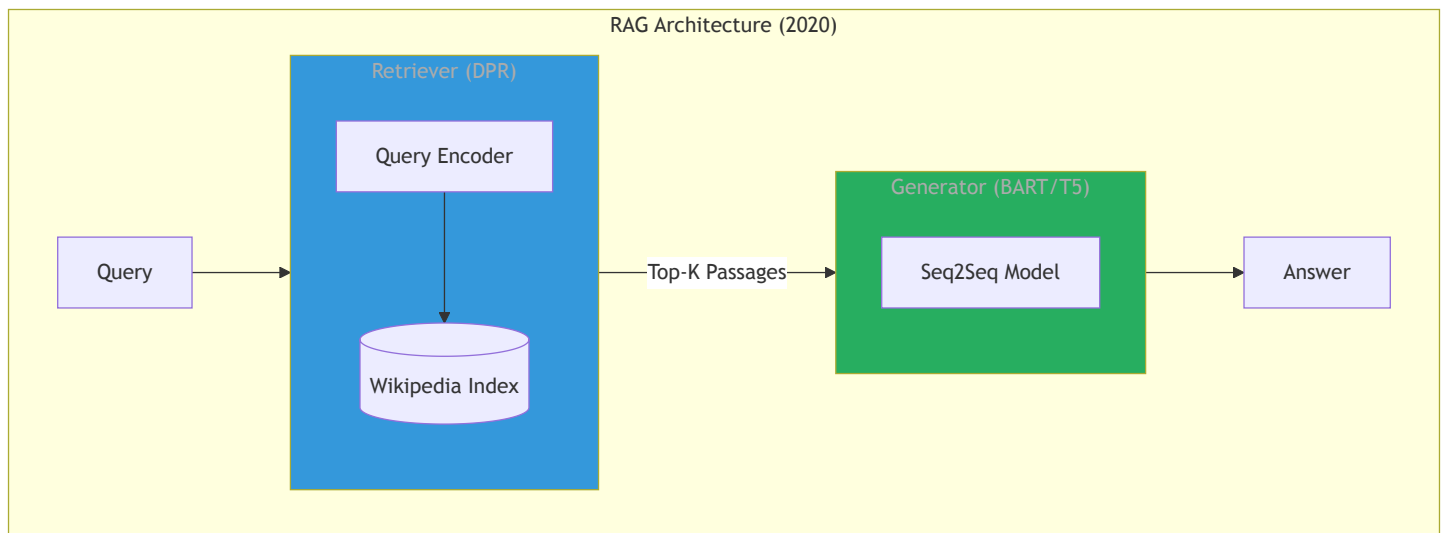 RAG Architecture (2020)
Retriever (DPR)
Query Encoder
Wikipedia Index
Query
Top-K Passages
Generator (BART/T5)
Seq2Seq Model
Answer